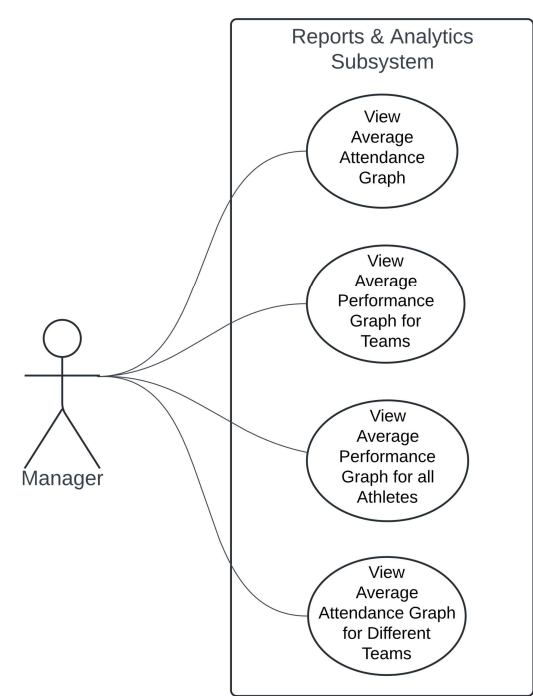 Reports & Analytics
Subsystem
View
Average
Attendance
Graph
View
Average
Performance
Graph for
Teams
View
Average
Performance
Graph for all
Athletes
Manager
View
Average
Attendance Graph
for Different
Teams